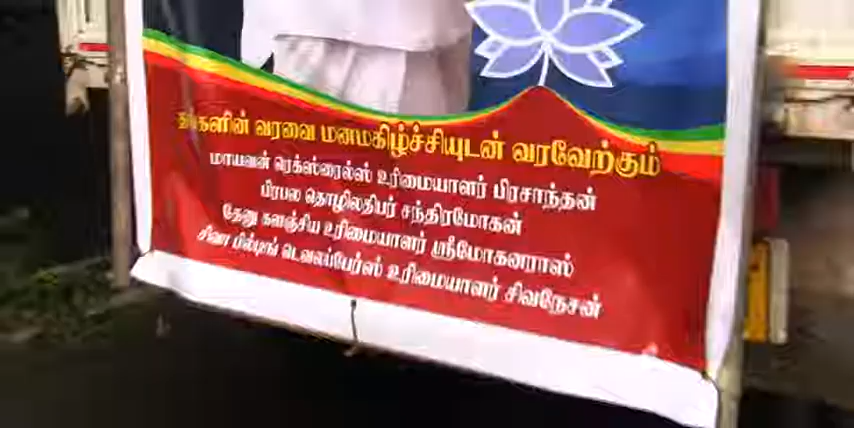 தங்களின் வரவை மனமகிழ்ச்சியுடன் வரவேற்கும்
மாயவன் ரெக்ஸ்ரைல்ஸ் உரிமையாளர் பிரசாந்தன்
பிரபல தொழிலதிபர் சந்திரமோகன்
தேனு களஞ்சிய உரிமையாளர் ஸ்ரீமோகனராஸ்
சிவா பில்டிங் டெவலப்பேர்ஸ் உரிமையாளர் சிவநேசன்